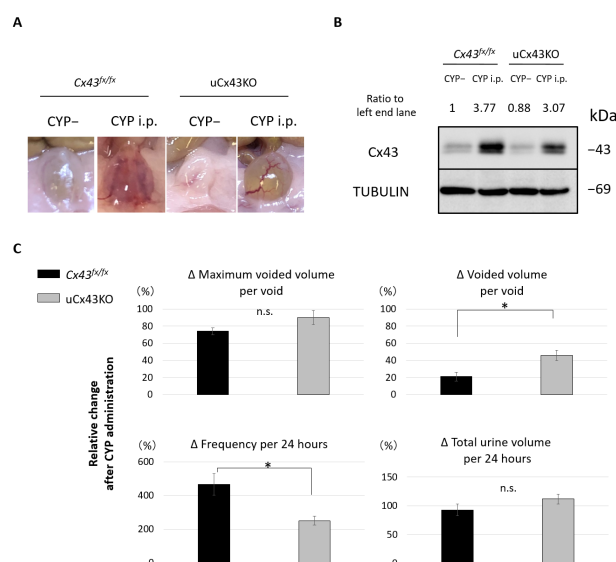 A
Cx43fx/fx
uCx43KO
CYP−
CYP i.p.
CYP−
CYP i.p.
B
Cx43fx/fx
uCx43KO
CYP− CYP i.p. CYP− CYP i.p.
Ratio to
left end lane
1 3.77 0.88 3.07
kDa
Cx43
−43
TUBULIN
−69
C
Cx43fx/fx
uCx43KO
Relative change
after CYP administration
Δ Maximum voided volume
per void
(%)
n.s.
100
80
60
40
20
0
Δ Voided volume
per void
(%)
*
100
80
60
40
20
0
Δ Frequency per 24 hours
(%)
*
600
400
200
0
Δ Total urine volume
per 24 hours
(%)
n.s.
150
100
50
0